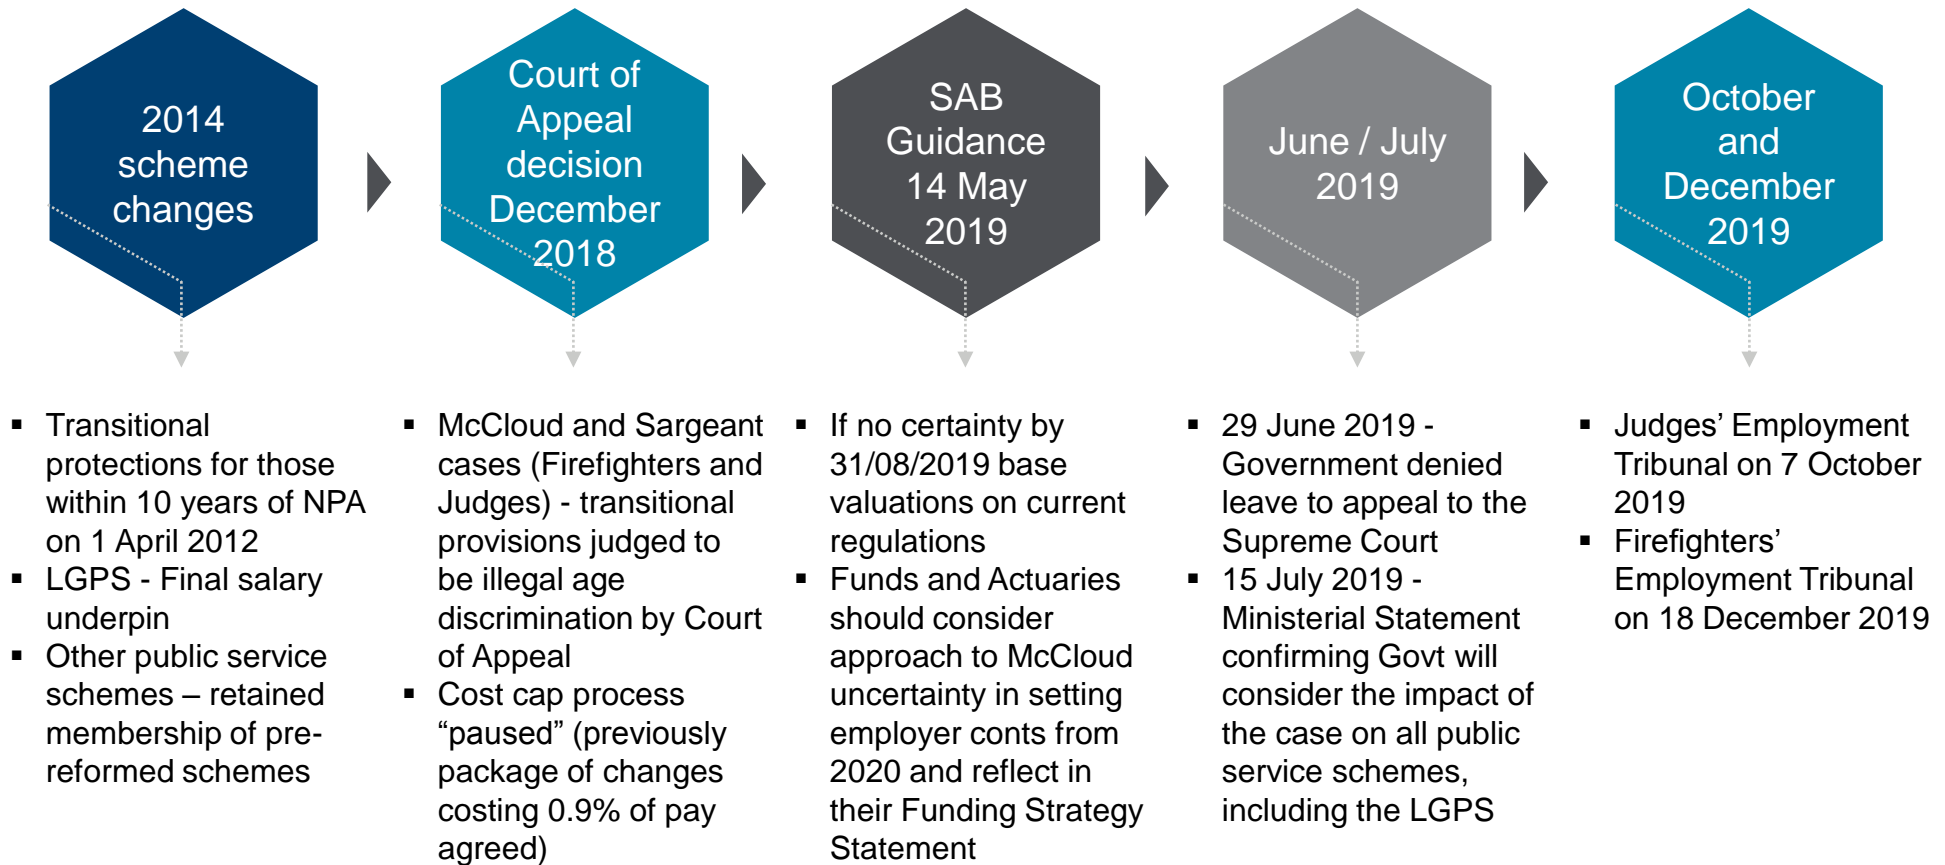 2014
scheme
changes
Court of
Appeal
decision
December
2018
SAB
Guidance
14 May
2019
June / July
2019
October
and
December
2019
▪ Transitional
protections for those
within 10 years of NPA
on 1 April 2012
▪ LGPS - Final salary
underpin
▪ Other public service
schemes – retained
membership of pre-
reformed schemes
▪ McCloud and Sargeant
cases (Firefighters and
Judges) - transitional
provisions judged to
be illegal age
discrimination by Court
of Appeal
▪ Cost cap process
“paused” (previously
package of changes
costing 0.9% of pay
agreed)
▪ If no certainty by
31/08/2019 base
valuations on current
regulations
▪ Funds and Actuaries
should consider
approach to McCloud
uncertainty in setting
employer conts from
2020 and reflect in
their Funding Strategy
Statement
▪ 29 June 2019 -
Government denied
leave to appeal to the
Supreme Court
▪ 15 July 2019 -
Ministerial Statement
confirming Govt will
consider the impact of
the case on all public
service schemes,
including the LGPS
▪ Judges’ Employment
Tribunal on 7 October
2019
▪ Firefighters’
Employment Tribunal
on 18 December 2019